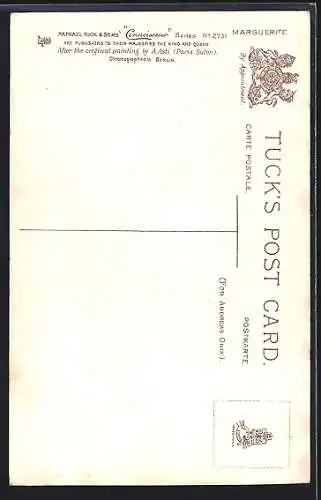 RAPHAEL TUCK & SONS' "Connoisseur" Series No. 2731 MARGUERITE
ARE PUBLISHERS TO THEIR MAJESTIES THE KING AND QUEEN
After the original painting by A. Asti (Paris Salon).
Chromographed in BERLIN.
By Appointment.
TUCK'S POST CARD.
CARTE POSTALE.
POSTKARTE
(FOR ADDRESS ONLY).